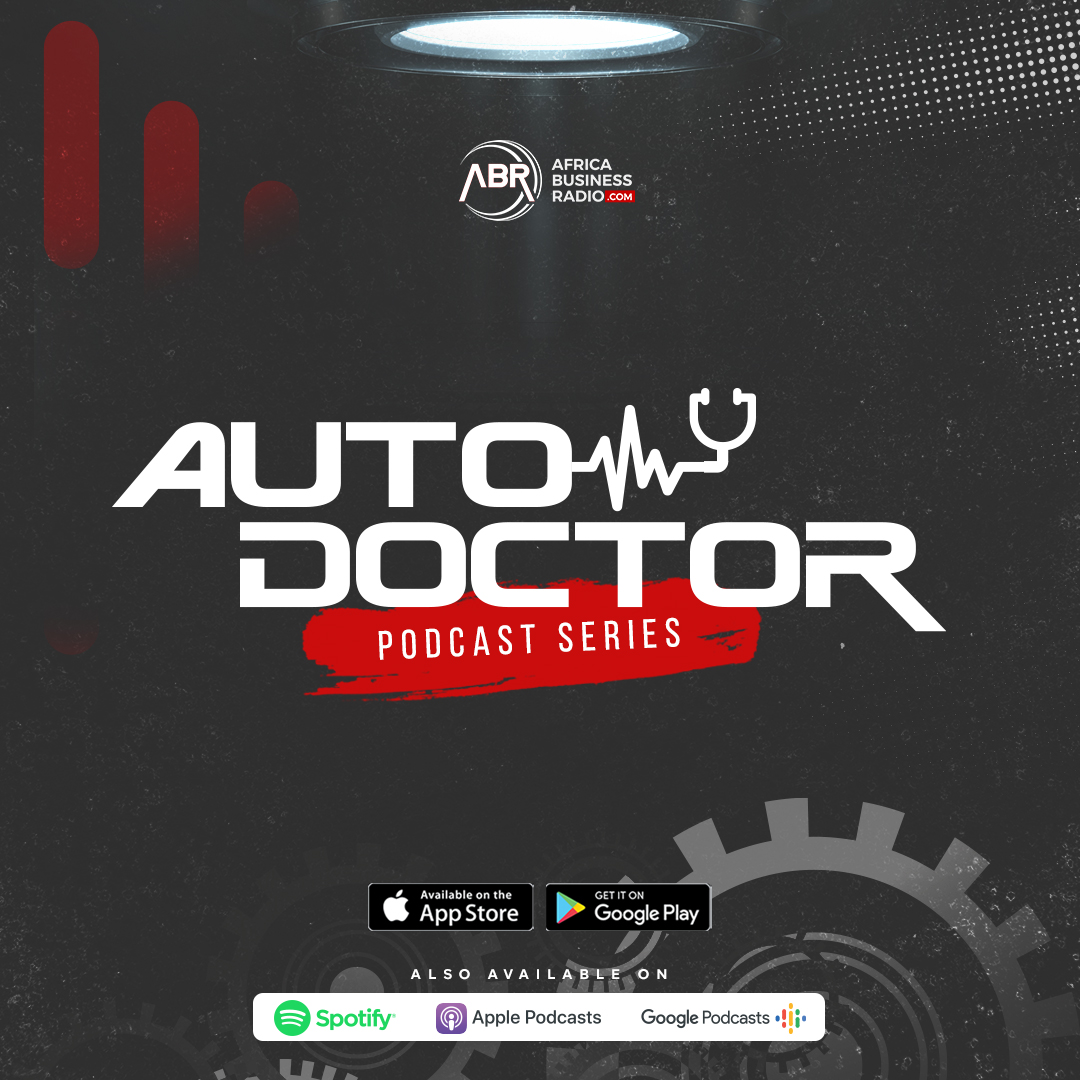 ABR
AFRICA
BUSINESS
RADIO.COM
AUTO
DOCTOR
PODCAST SERIES
Available on the
App Store
GET IT ON
Google Play
ALSO AVAILABLE ON
Spotify
Apple Podcasts
Google Podcasts